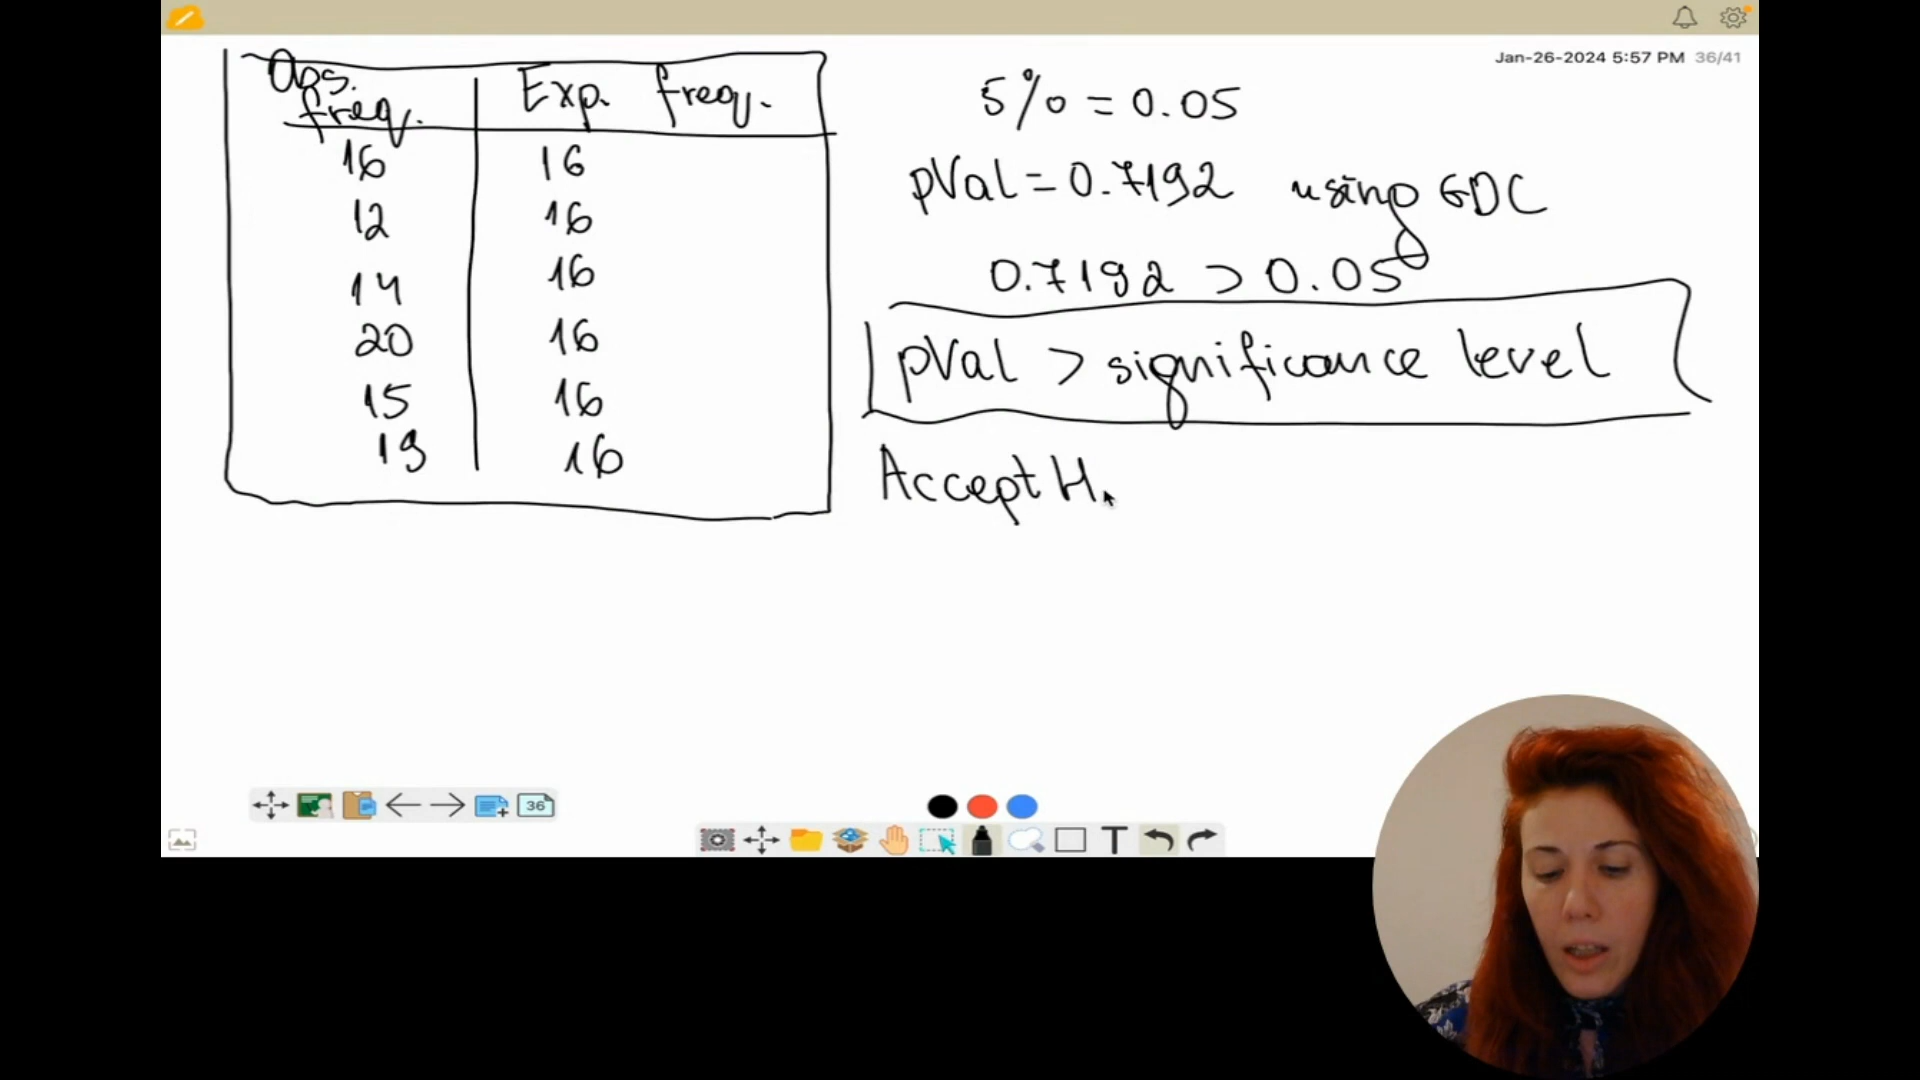 Jan-26-2024 5:57 PM 36/41
Obs. freq. Exp. freq.
16 16
12 16
14 16
20 16
15 16
19 16
5% = 0.05
pVal = 0.7192 using GDC
0.7192 > 0.05
pVal > significance level
Accept H
36
T